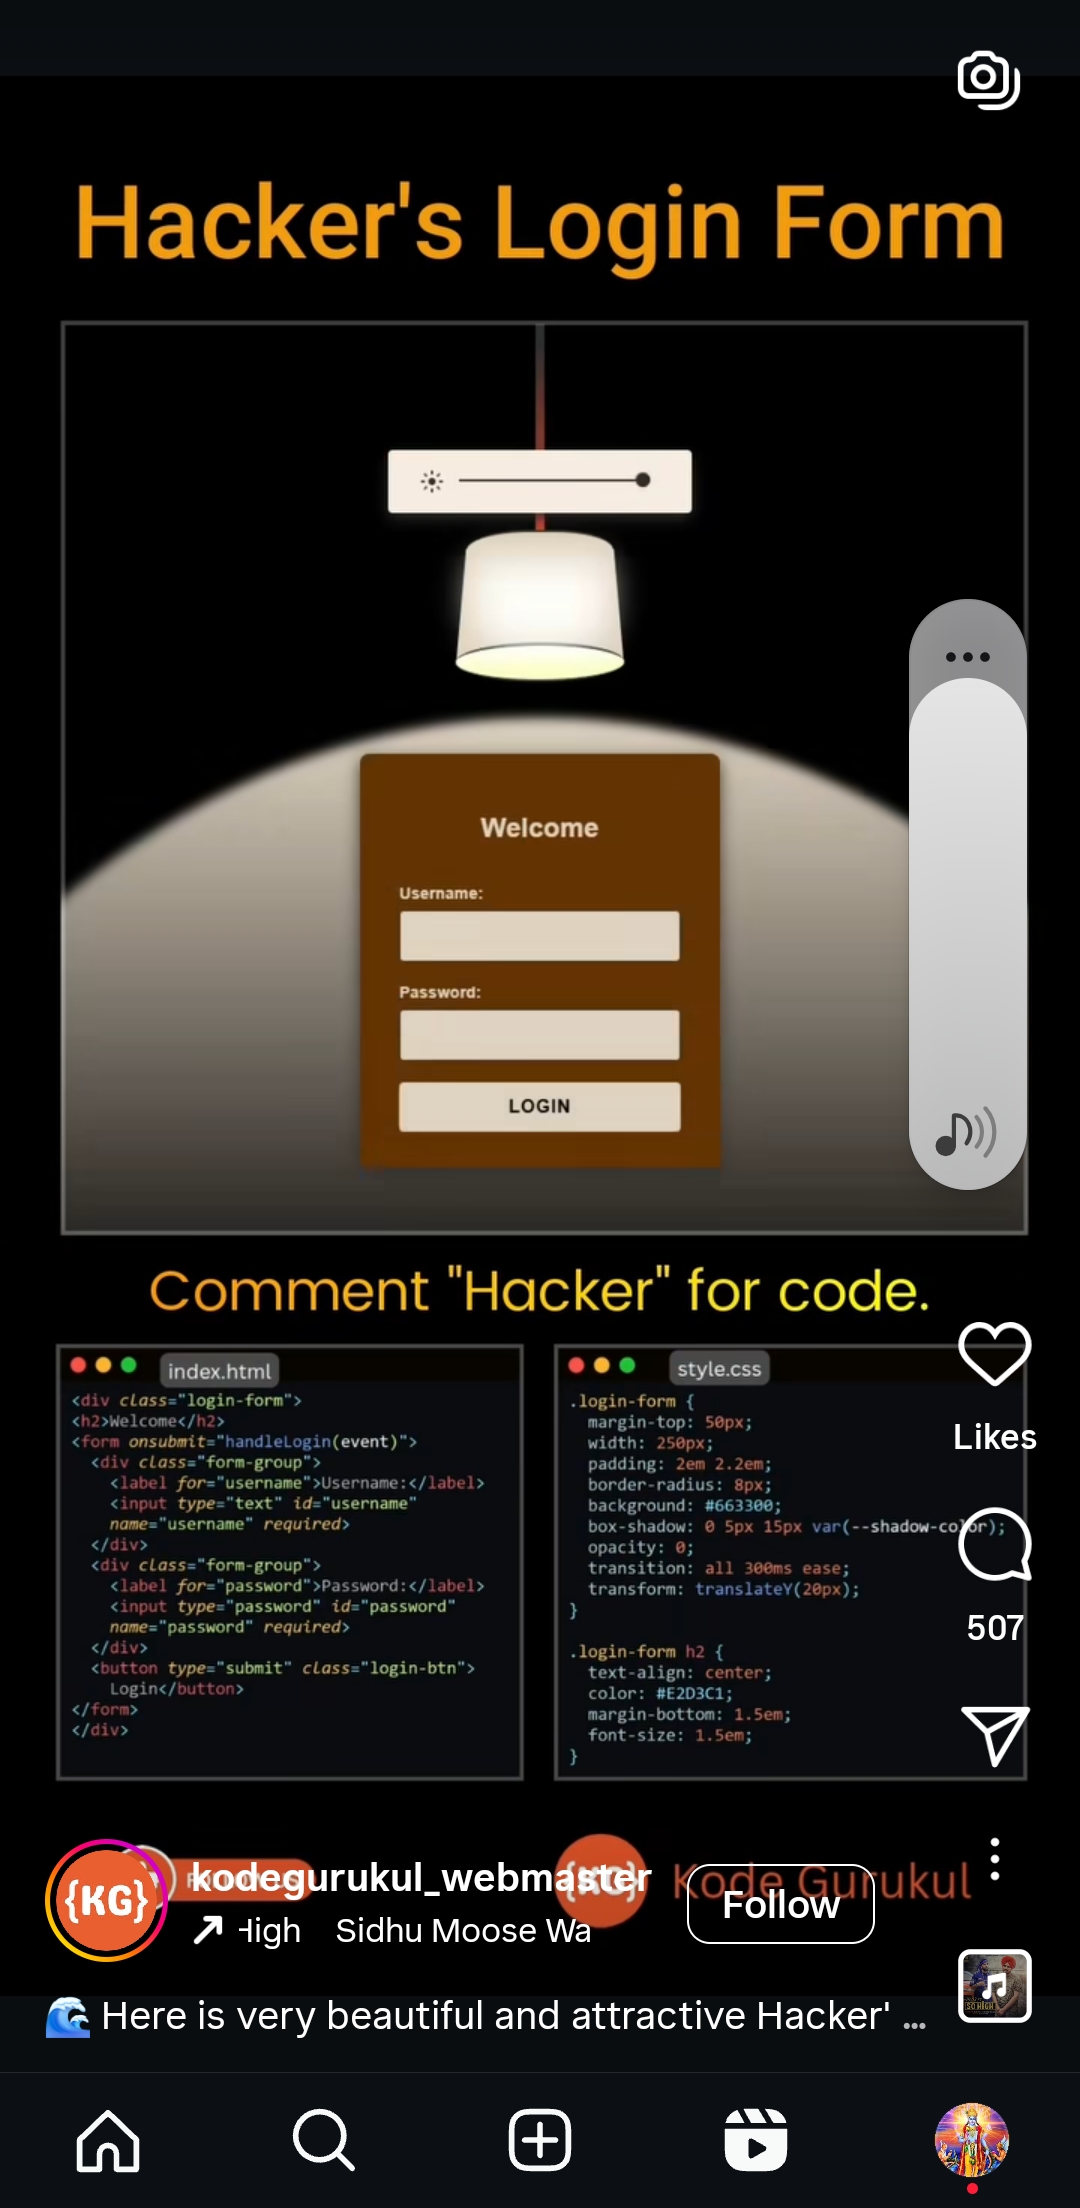 Hacker's Login Form
Welcome
Username:
Password:
LOGIN
Comment "Hacker" for code.
index.html
<div class="login-form">
<h2>Welcome</h2>
<form onsubmit="handleLogin(event)">
<div class="form-group">
<label for="username">Username:</label>
<input type="text" id="username"
name="username" required>
</div>
<div class="form-group">
<label for="password">Password:</label>
<input type="password" id="password"
name="password" required>
</div>
<button type="submit" class="login-btn">
Login</button>
</form>
</div>
style.css
.login-form {
margin-top: 50px;
width: 250px;
padding: 2em 2.2em;
border-radius: 8px;
background: #663300;
box-shadow: 0 5px 15px var(--shadow-color);
opacity: 0;
transition: all 300ms ease;
transform: translateY(20px);
}
.login-form h2 {
text-align: center;
color: #E2D3C1;
margin-bottom: 1.5em;
font-size: 1.5em;
}
Likes
507
{KG}
kodegurukul_webmaster
{KG} Kode Gurukul
High Sidhu Moose Wa
Follow
SO HIGH
🌊 Here is very beautiful and attractive Hacker' ...